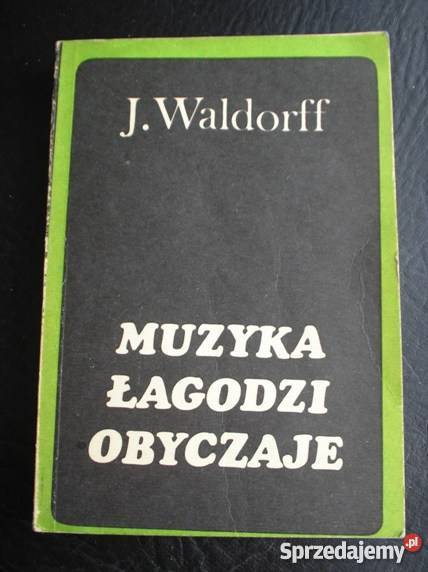 J. Waldorff
MUZYKA
ŁAGODZI
OBYCZAJE
Sprzedajemy.pl